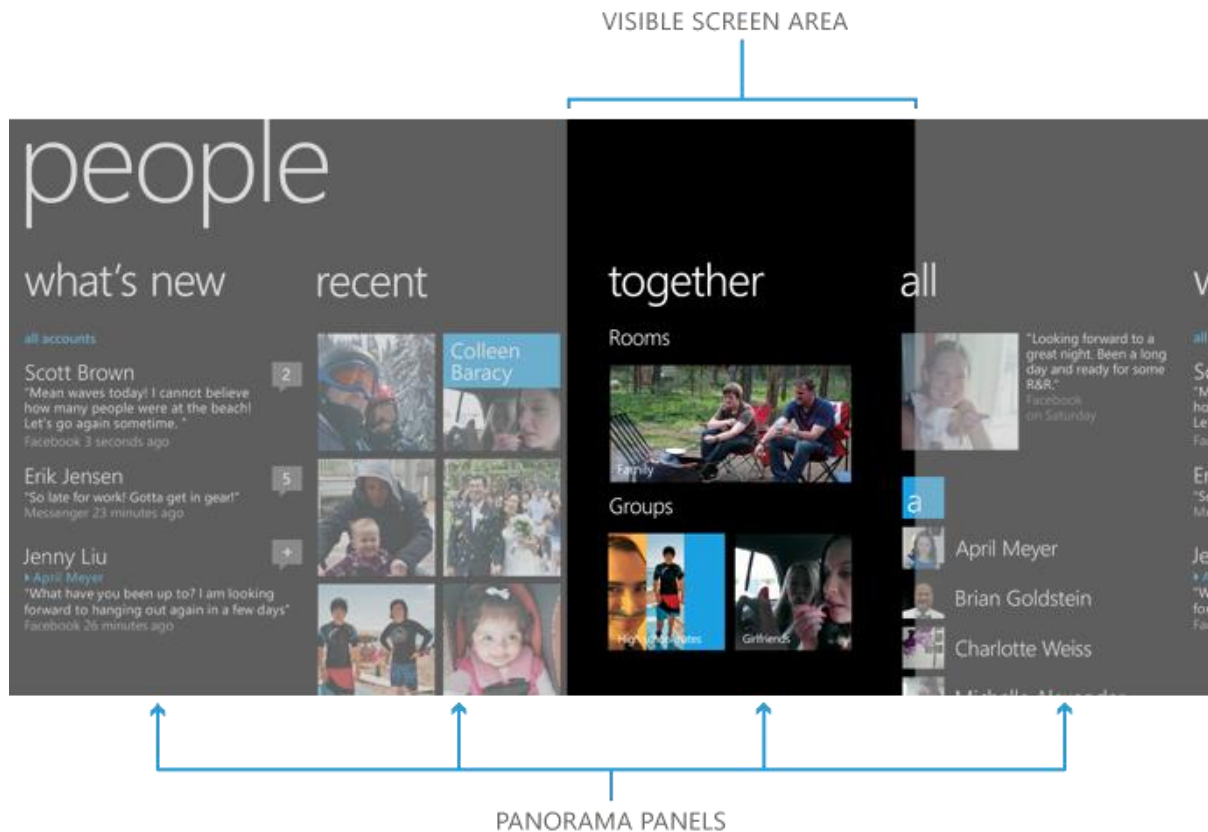 VISIBLE SCREEN AREA
people
what's new
all accounts
Scott Brown
2
"Mean waves today! I cannot believe
how many people were at the beach!
Let's go again sometime. "
Facebook 3 seconds ago
Erik Jensen
5
"So late for work! Gotta get in gear!"
Messenger 23 minutes ago
Jenny Liu
+
April Meyer
"What have you been up to? I am looking
forward to hanging out again in a few days"
Facebook 26 minutes ago
recent
Colleen
Baracy
together
Rooms
Family
Groups
High school mates
Girlfriends
all
"Looking forward to a
great night. Been a long
day and ready for some
R&R."
Facebook
on Saturday
a
April Meyer
Brian Goldstein
Charlotte Weiss
Michelle Alexander
PANORAMA PANELS